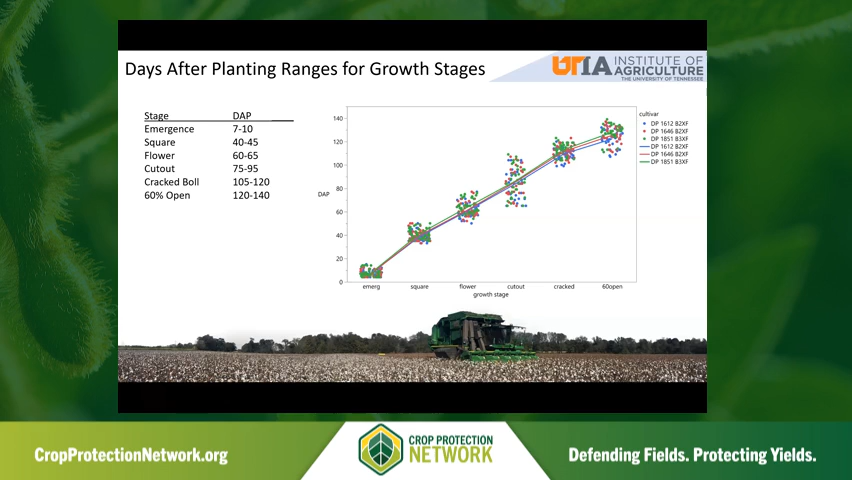 Days After Planting Ranges for Growth Stages
UTIA INSTITUTE OF
AGRICULTURE
THE UNIVERSITY OF TENNESSEE
Stage DAP
Emergence 7-10
Square 40-45
Flower 60-65
Cutout 75-95
Cracked Boll 105-120
60% Open 120-140
140
120
100
80
60
40
20
0
DAP
emerg square flower cutout cracked 60open
growth stage
cultivar
DP 1612 B2XF
DP 1646 B2XF
DP 1851 B3XF
DP 1612 B2XF
DP 1646 B2XF
DP 1851 B3XF
CropProtectionNetwork.org
CROP PROTECTION
NETWORK
Defending Fields. Protecting Yields.